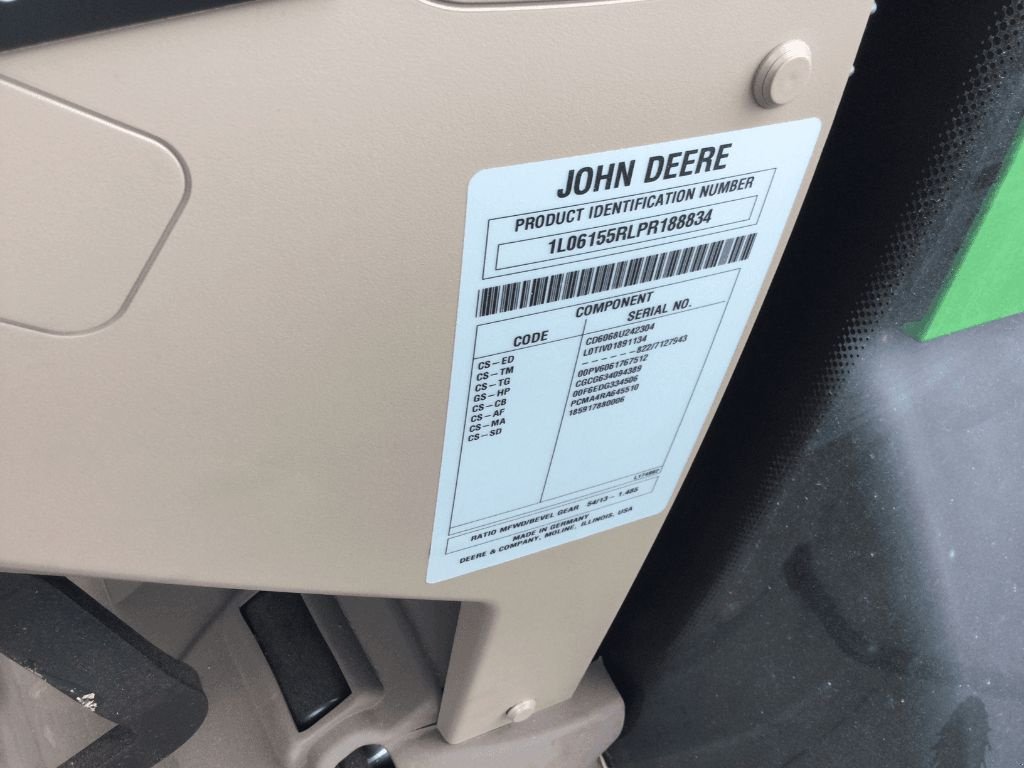 JOHN DEERE
PRODUCT IDENTIFICATION NUMBER
1L06155RLPR188834
COMPONENT
CODE SERIAL NO.
CS-ED CD6068U242304
CS-TM L0TIV01891134
CS-TG ------822/7127943
GS-HP 00PV6061767512
CS-CB CGCG634094389
CS-AF 00F6EDG334506
CS-MA PCMA4RA645510
CS-SD 185917880006
RATIO MFWD/BEVEL GEAR 54/13 - 1.485
MADE IN GERMANY
DEERE & COMPANY, MOLINE, ILLINOIS, USA